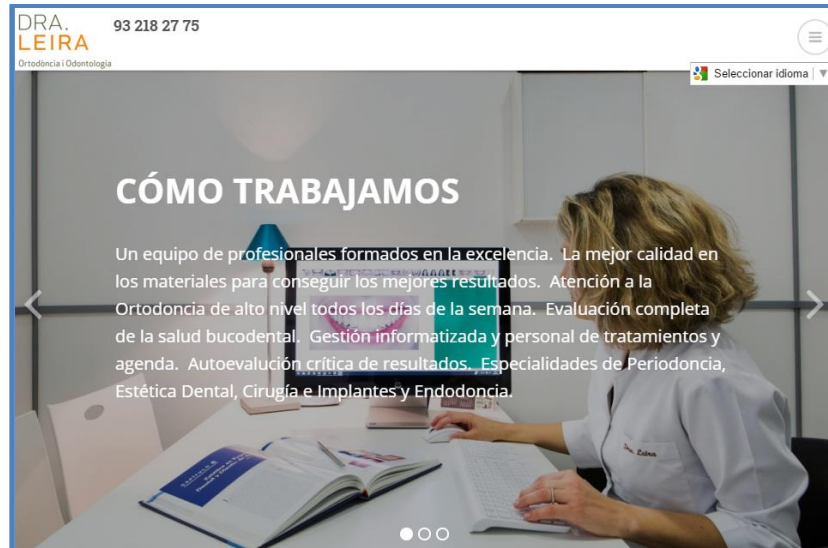 DRA.
LEIRA
Ortodòncia i Odontologia
93 218 27 75
Seleccionar idioma
CÓMO TRABAJAMOS
Un equipo de profesionales formados en la excelencia. La mejor calidad en
los materiales para conseguir los mejores resultados. Atención a la
Ortodoncia de alto nivel todos los días de la semana. Evaluación completa
de la salud bucodental. Gestión informatizada y personal de tratamientos y
agenda. Autoevalución crítica de resultados. Especialidades de Periodoncia,
Estética Dental, Cirugía e Implantes y Endodoncia.
Dra. Leira